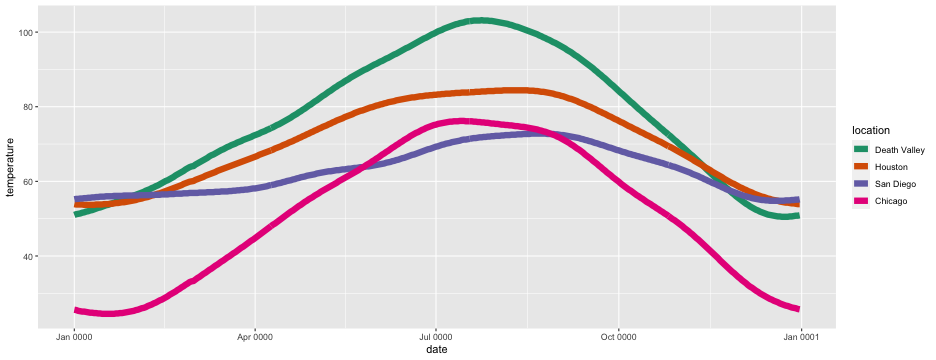 temperature
100
80
60
40
Jan 0000
Apr 0000
Jul 0000
Oct 0000
Jan 0001
date
location
Death Valley
Houston
San Diego
Chicago